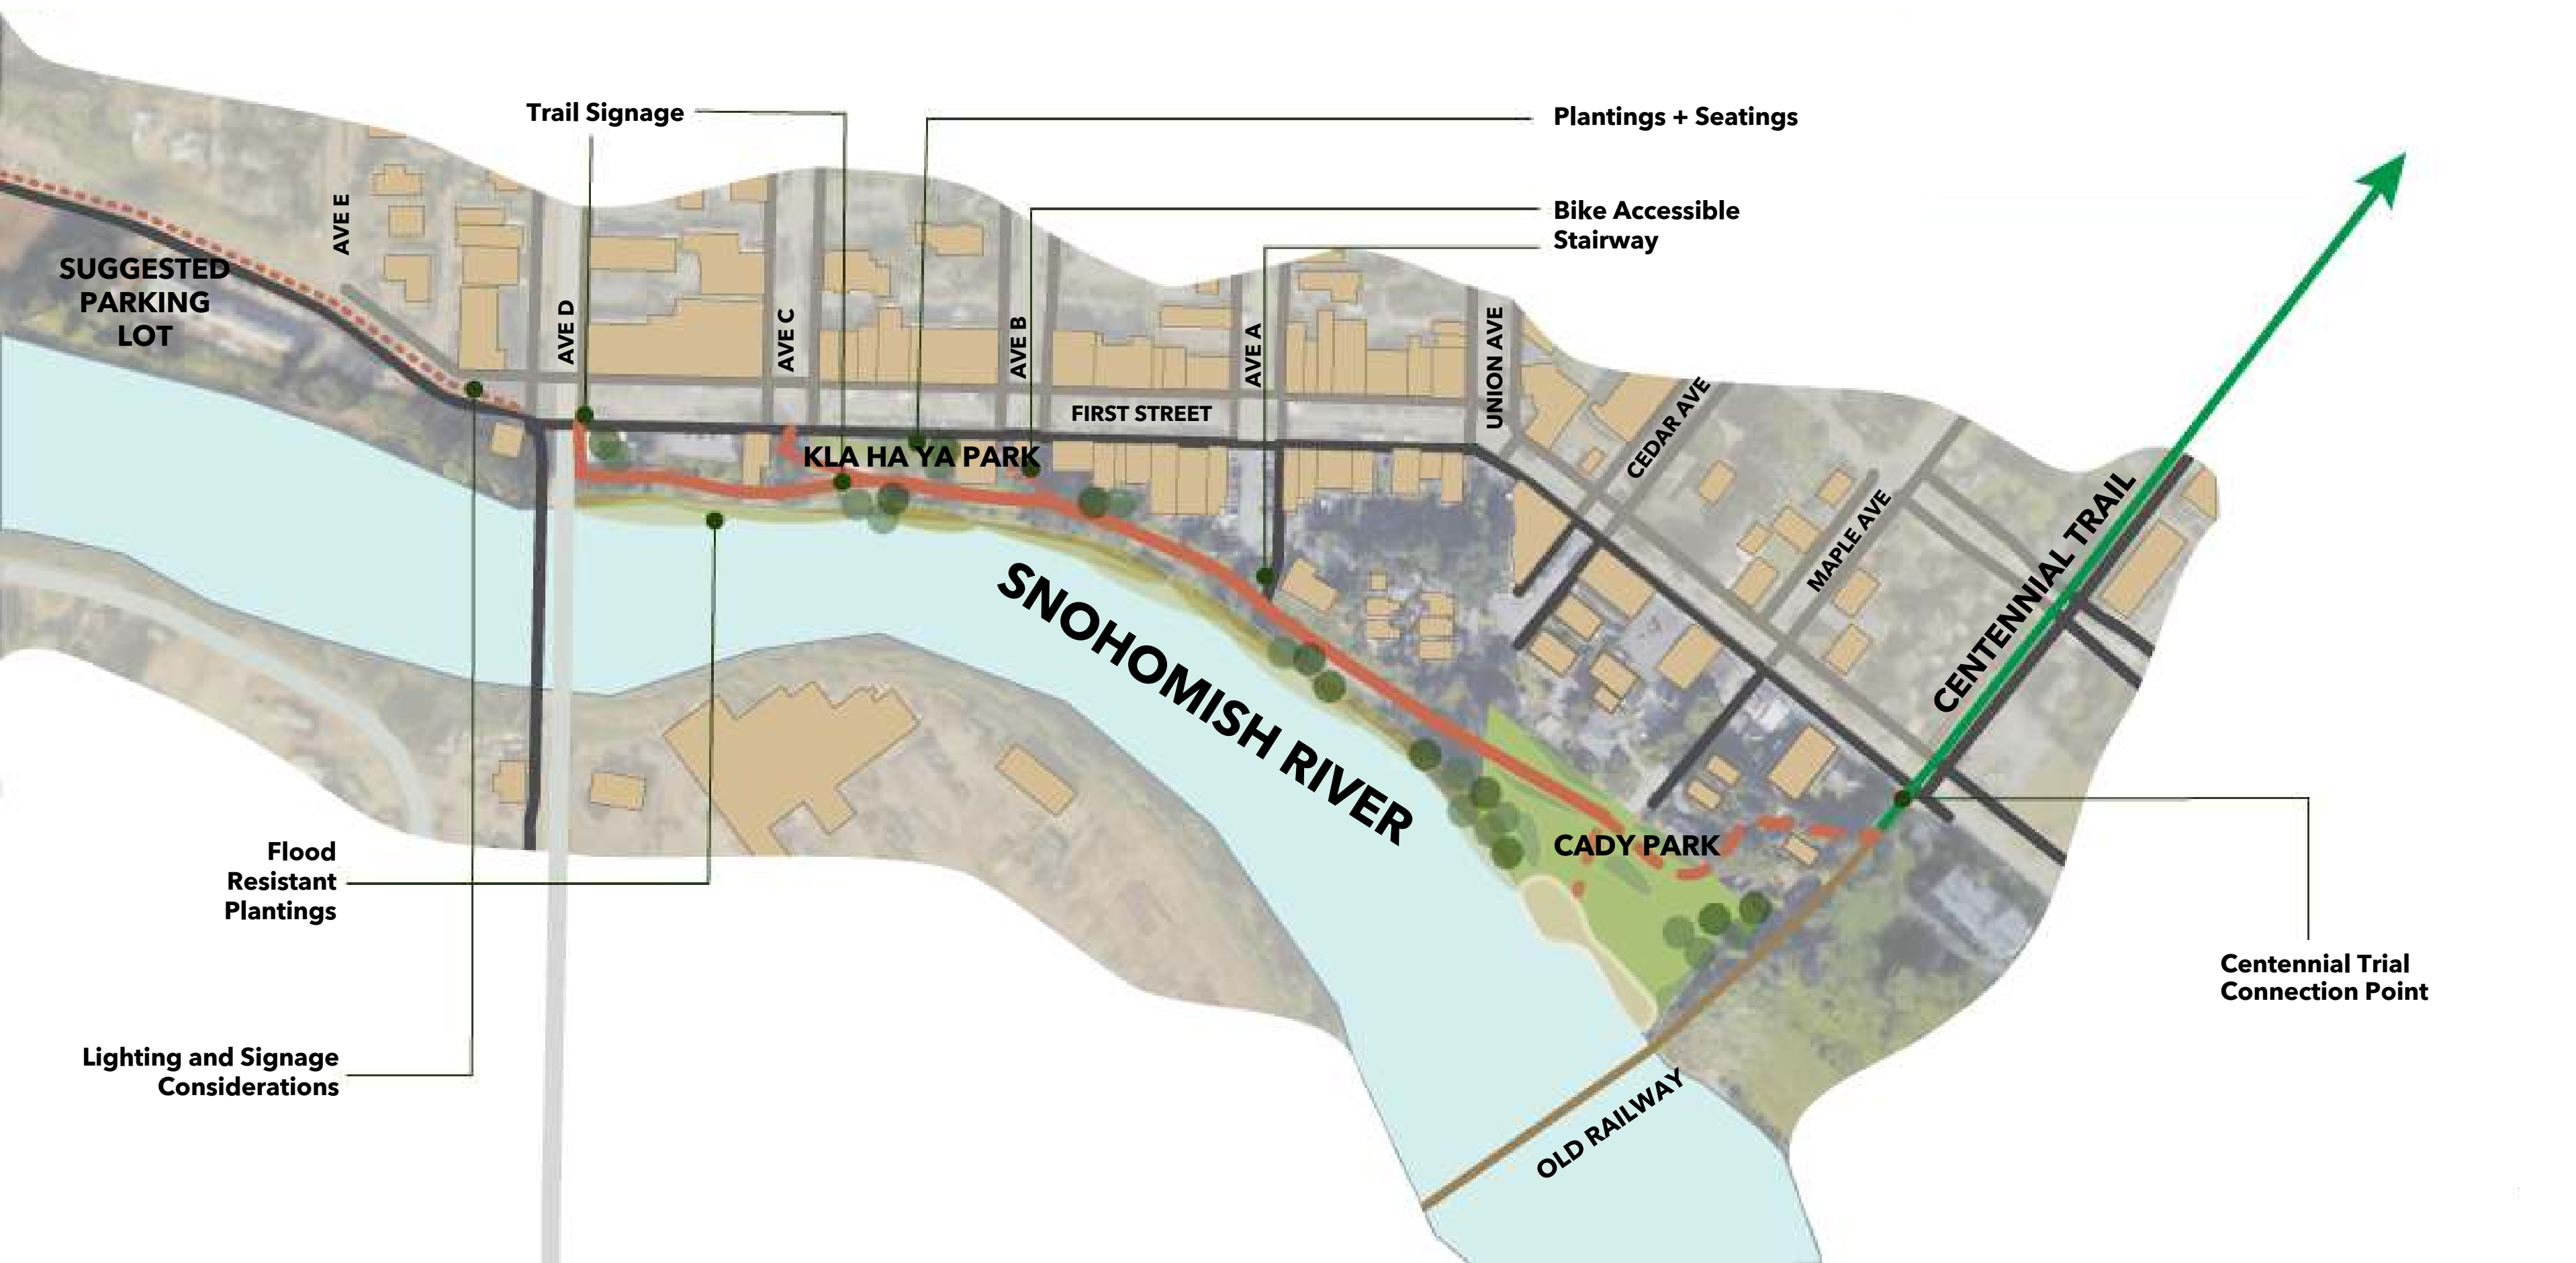 Trail Signage
Plantings + Seatings
Bike Accessible
Stairway
AVE E
SUGGESTED
PARKING
LOT
AVE D
AVE C
AVE B
AVE A
UNION AVE
CEDAR AVE
MAPLE AVE
FIRST STREET
KLA HA YA PARK
CENTENNIAL TRAIL
SNOHOMISH RIVER
CADY PARK
Flood
Resistant
Plantings
Centennial Trial
Connection Point
Lighting and Signage
Considerations
OLD RAILWAY